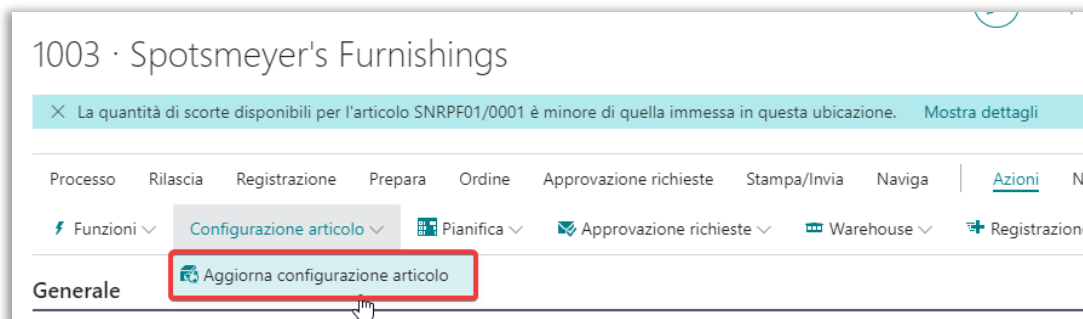 1003 · Spotsmeyer's Furnishings
La quantità di scorte disponibili per l'articolo SNRPF01/0001 è minore di quella immessa in questa ubicazione. Mostra dettagli
Processo Rilascia Registrazione Prepara Ordine Approvazione richieste Stampa/Invia Naviga Azioni
Funzioni Configurazione articolo Pianifica Approvazione richieste Warehouse Registrazione
Aggiorna configurazione articolo
Generale